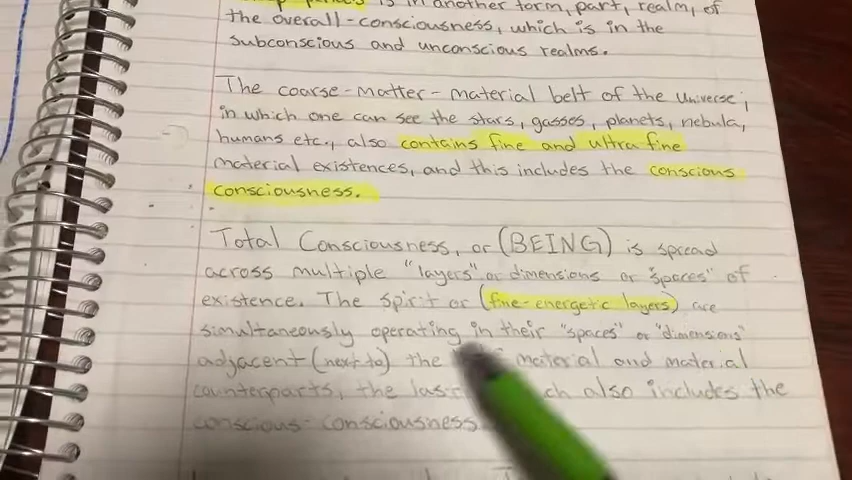 is in another form, part, realm, of
the overall-consciousness, which is in the
subconscious and unconscious realms.
The coarse-matter-material belt of the universe,
in which one can see the stars, gasses, planets, nebula,
humans etc., also contains fine and ultra fine
material existences, and this includes the conscious
consciousness.
Total Consciousness, or (BEING) is spread
across multiple "layers" or dimensions or "spaces" of
existence. The spirit or (fine-energetic layers) are
simultaneously operating in their "spaces" or "dimensions"
adjacent (next to) the material and material
counterparts, the also includes the
conscious-consciousness